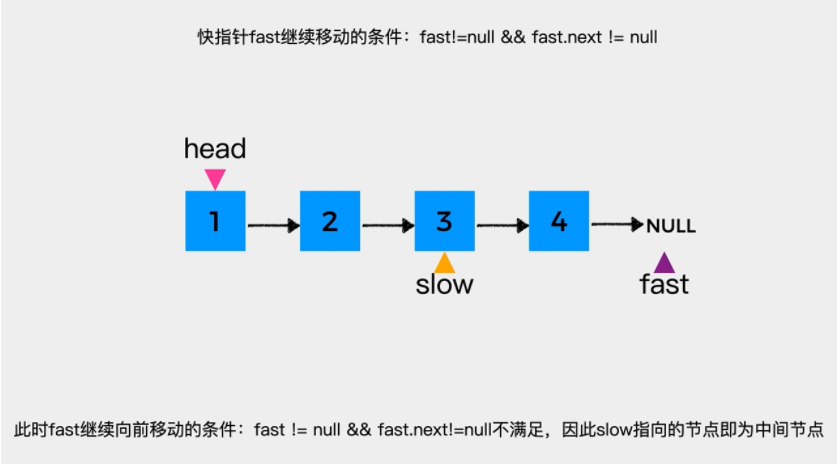 快指针fast继续移动的条件：fast!=null && fast.next != null
head
1 2 3 4 NULL
slow fast
此时fast继续向前移动的条件：fast != null && fast.next!=null不满足，因此slow指向的节点即为中间节点